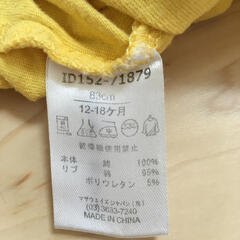 ID152-71879
83cm
12-18ケ月
乾燥機使用禁止
本体 綿 100%
リブ 綿 95%
ポリウレタン 5%
マザウェイズジャパン(株)
(03)3633-7240
MADE IN CHINA